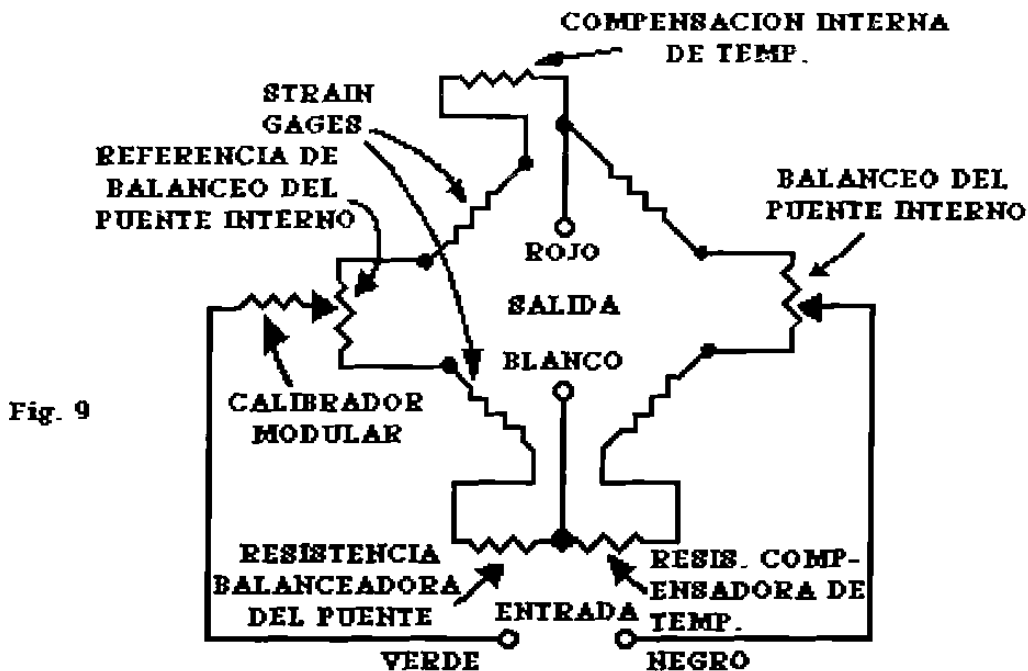 COMPENSACION INTERNA
DE TEMP.
STRAIN
GAGES
REFERENCIA DE
BALANCEO DEL
PUENTE INTERNO
BALANCEO DEL
PUENTE INTERNO
ROJO
SALIDA
BLANCO
Fig. 9
CALIBRADOR
MODULAR
RESISTENCIA
BALANCEADORA
DEL PUENTE
RESIS. COMP-
ENSADORA DE
TEMP.
ENTRADA
VERDE
NEGRO